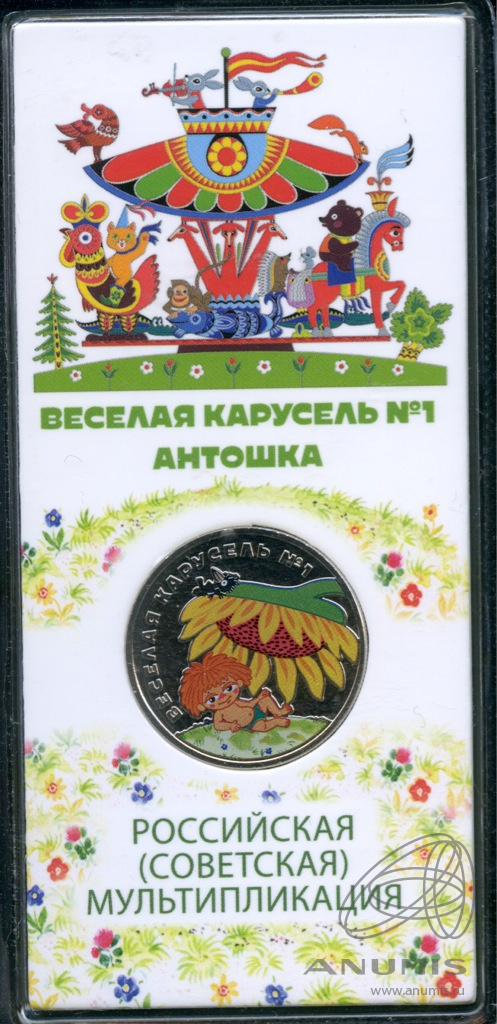 ВЕСЕЛАЯ КАРУСЕЛЬ №1
АНТОШКА
ВЕСЕЛАЯ КАРУСЕЛЬ №1
РОССИЙСКАЯ
(СОВЕТСКАЯ)
МУЛЬТИПЛИКАЦИЯ
ANUMIS
www.anumis.ru